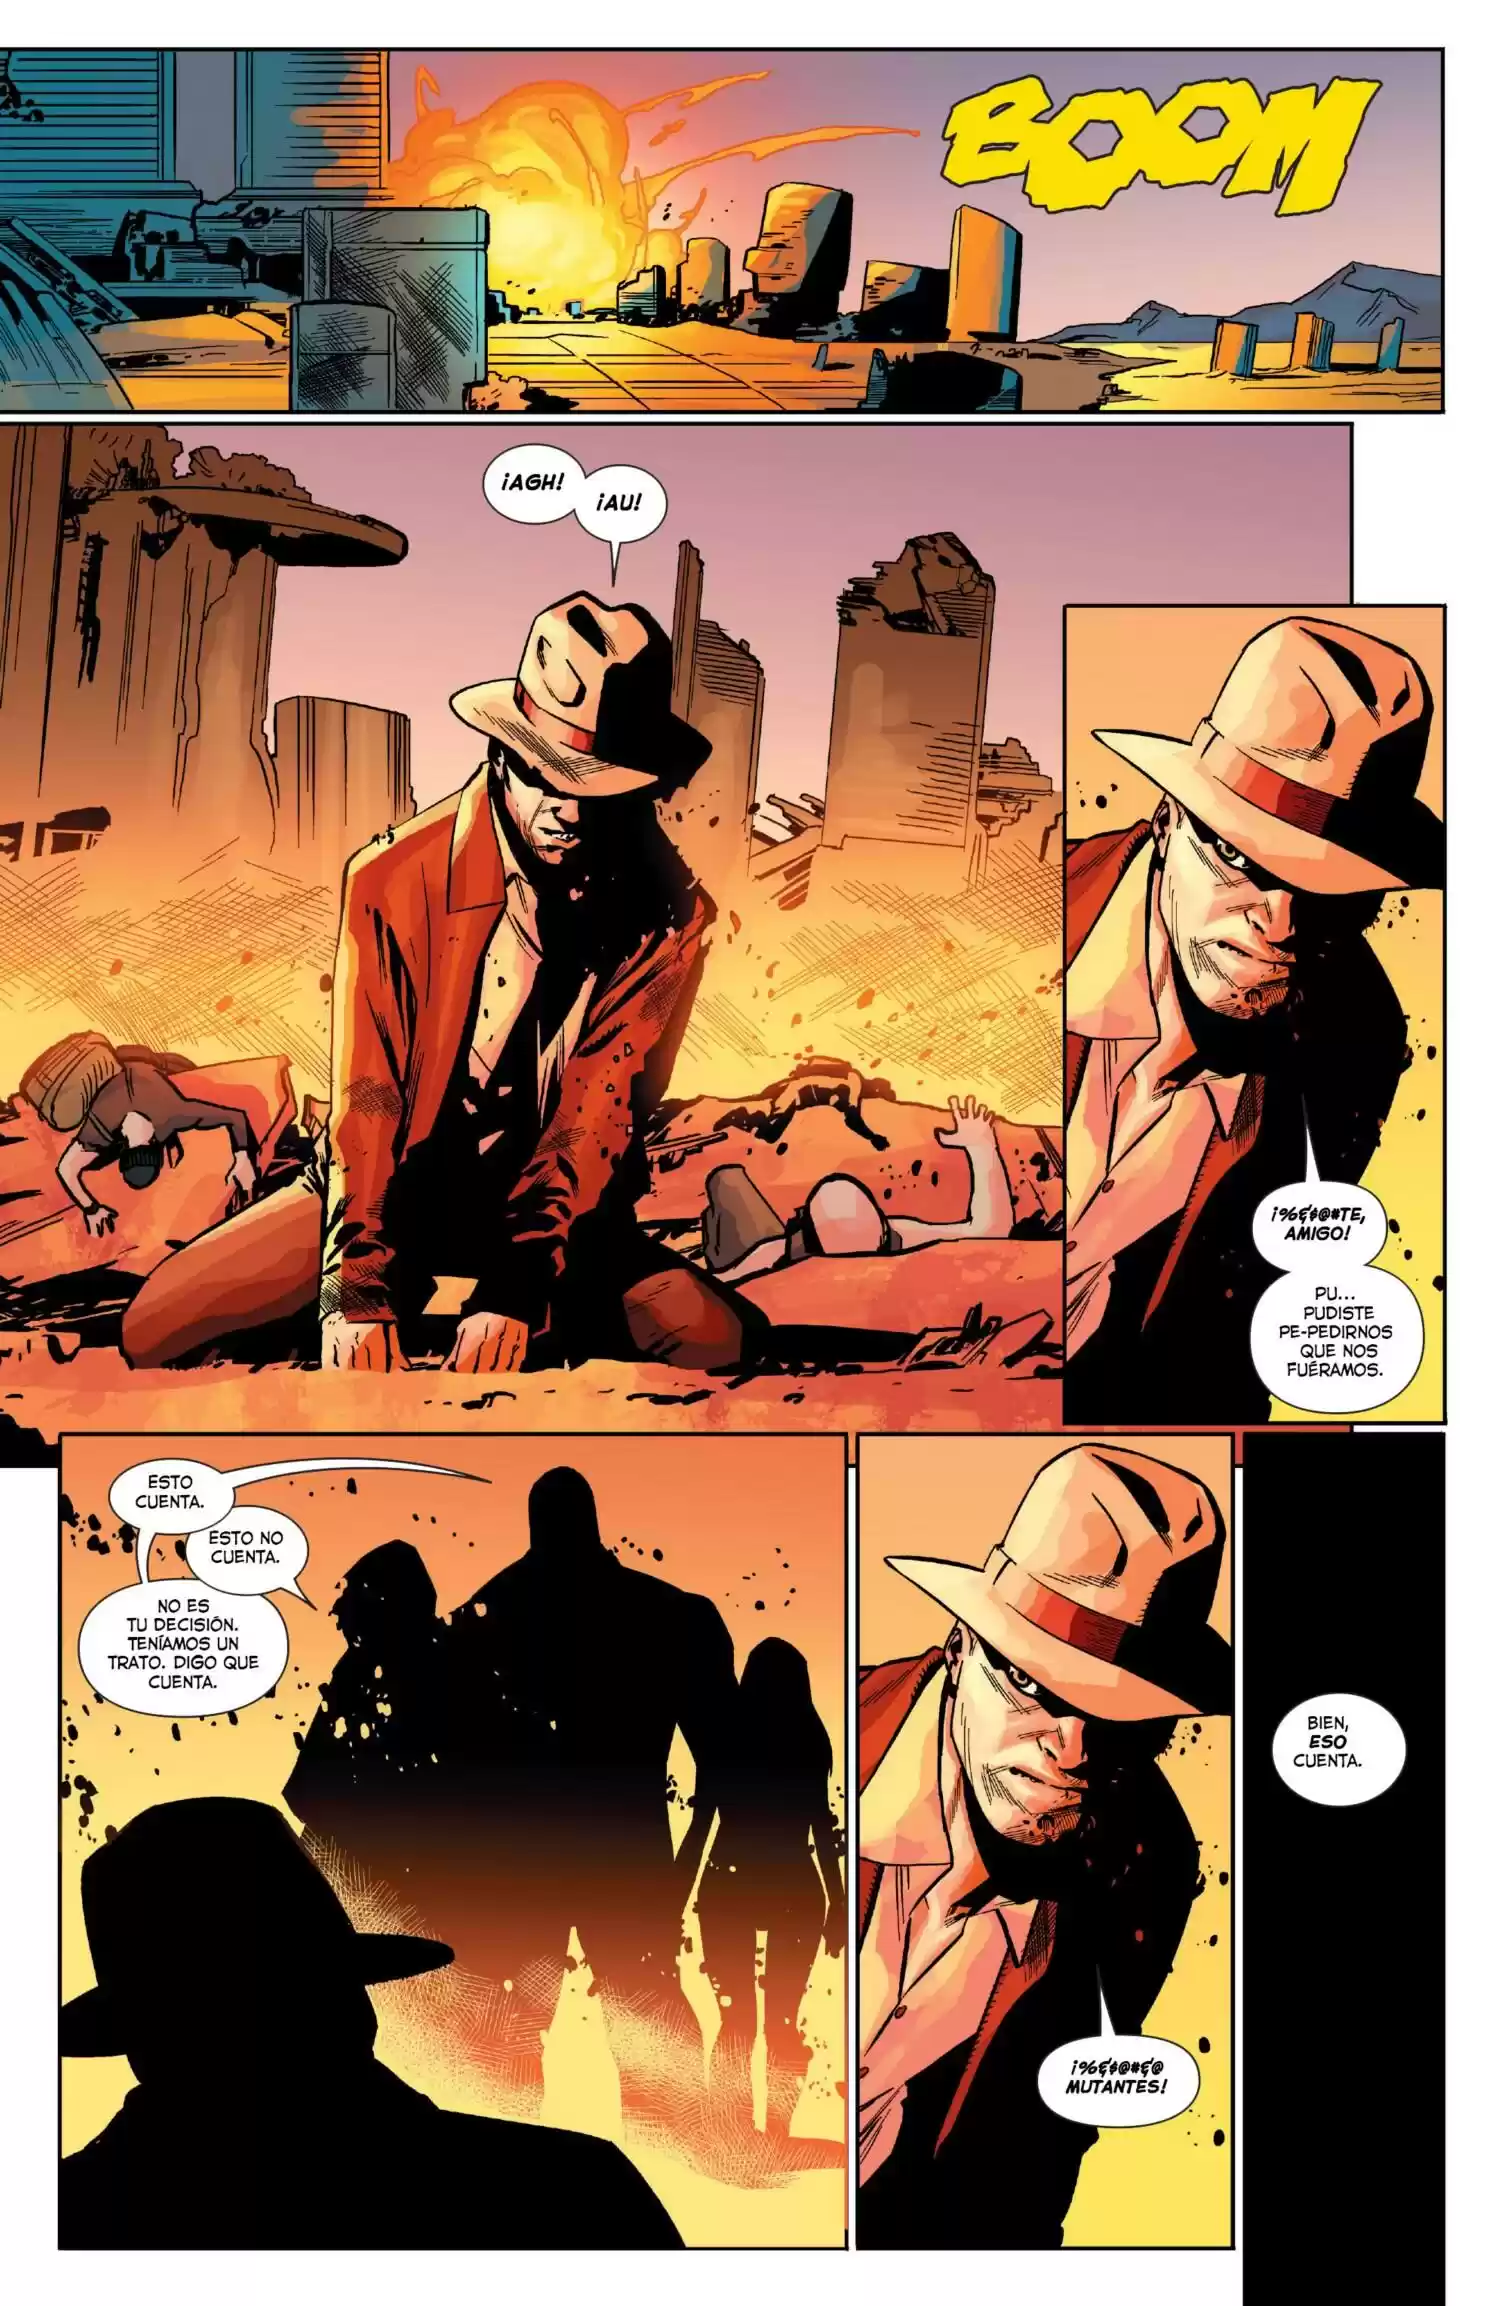 BOOM
¡AGH!
¡AU!
¡%&$@#TE,
AMIGO!
PU...
PUDISTE
PE-PEDIRNOS
QUE NOS
FUÉRAMOS.
ESTO
CUENTA.
ESTO NO
CUENTA.
NO ES
TU DECISIÓN.
TENÍAMOS UN
TRATO. DIGO QUE
CUENTA.
¡%&$@#&@
MUTANTES!
BIEN,
ESO
CUENTA.